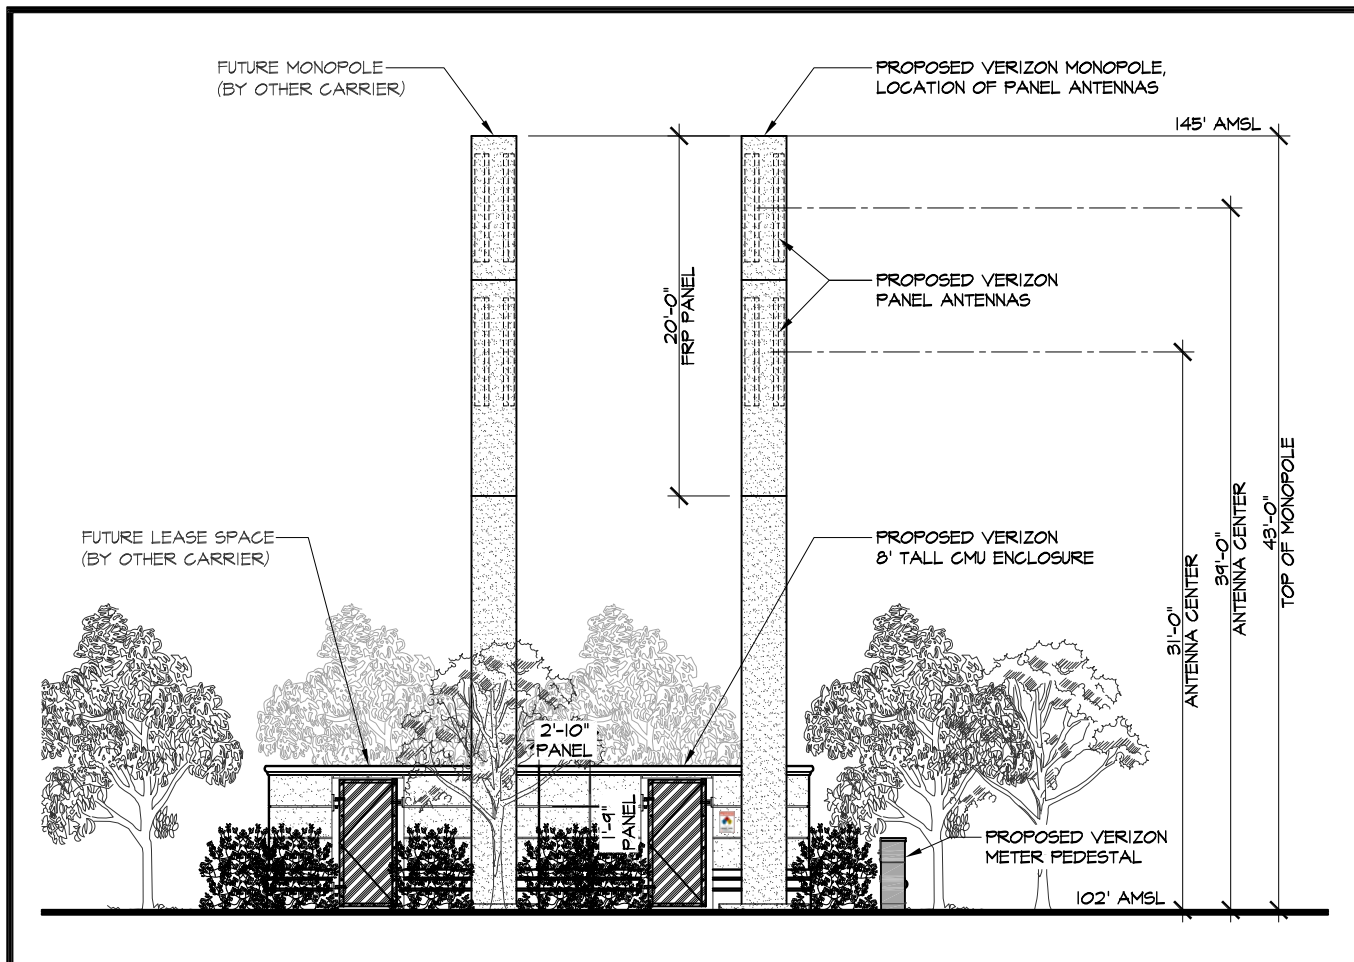 FUTURE MONOPOLE
(BY OTHER CARRIER)
PROPOSED VERIZON MONOPOLE,
LOCATION OF PANEL ANTENNAS
145' AMSL
PROPOSED VERIZON
PANEL ANTENNAS
20'-0"
FRP PANEL
FUTURE LEASE SPACE
(BY OTHER CARRIER)
PROPOSED VERIZON
8' TALL CMU ENCLOSURE
31'-0"
ANTENNA CENTER
39'-0"
ANTENNA CENTER
43'-0"
TOP OF MONOPOLE
2'-10"
PANEL
1'-9"
PANEL
PROPOSED VERIZON
METER PEDESTAL
102' AMSL